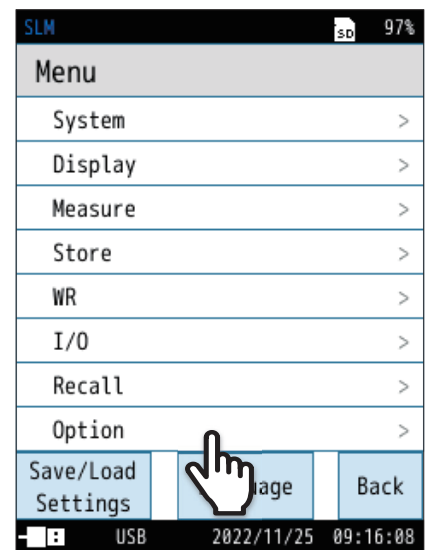 SLM SD 97%
Menu
System >
Display >
Measure >
Store >
WR >
I/O >
Recall >
Option >
Save/Load
Settings
Back
USB 2022/11/25 09:16:08